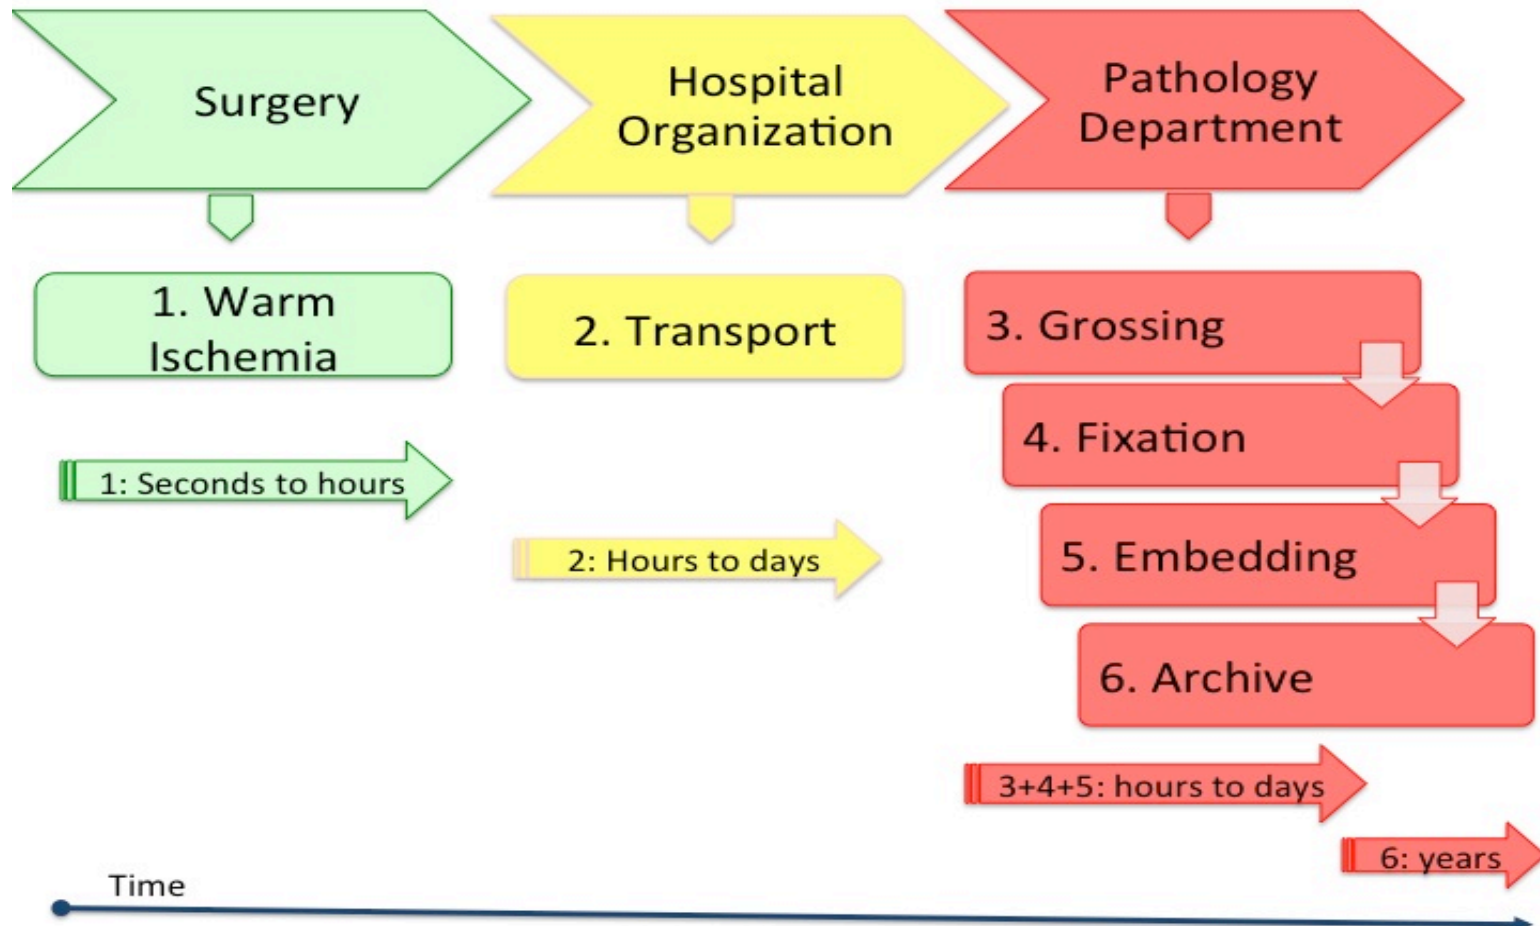 Surgery
Hospital
Organization
Pathology
Department
1. Warm
Ischemia
2. Transport
3. Grossing
4. Fixation
5. Embedding
6. Archive
1: Seconds to hours
2: Hours to days
3+4+5: hours to days
6: years
Time